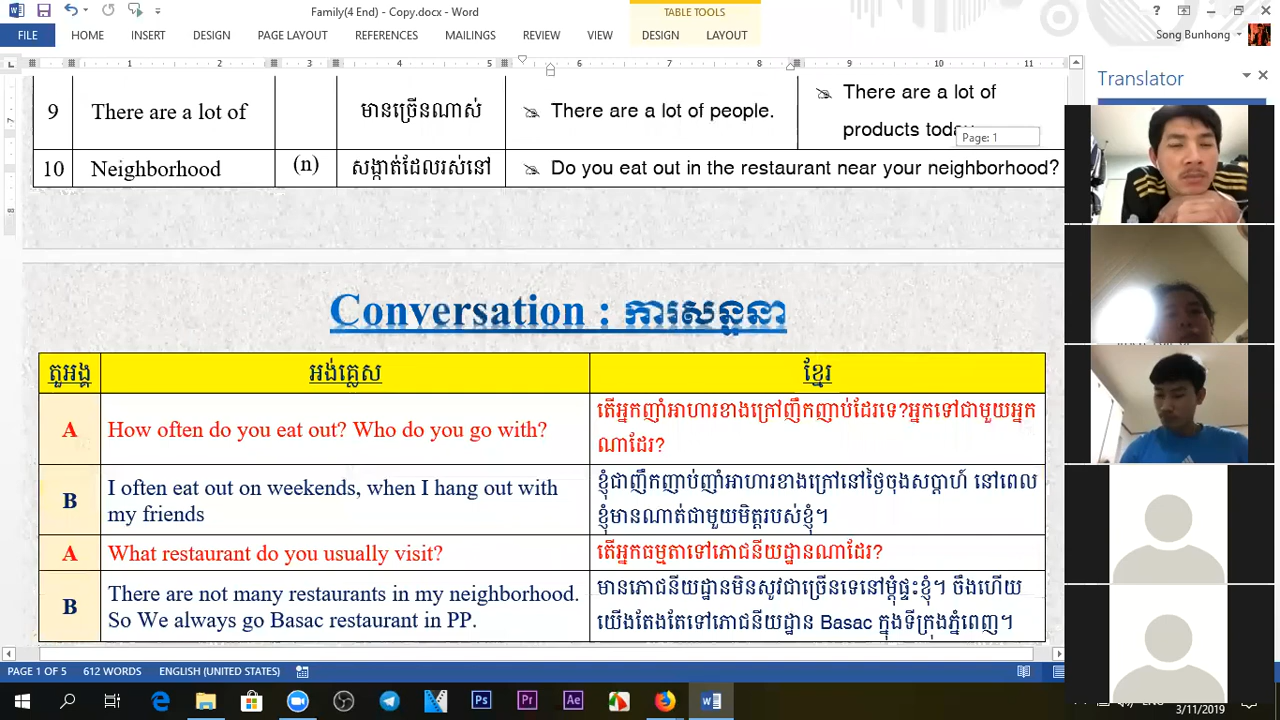 Family(4 End) - Copy.docx - Word
TABLE TOOLS
FILE HOME INSERT DESIGN PAGE LAYOUT REFERENCES MAILINGS REVIEW VIEW DESIGN LAYOUT
Song Bunhong
1 2 3 4 5 6 7 8 9 10 11
Translator
9 There are a lot of មានច្រើនណាស់ There are a lot of people. There are a lot of
products today
Page: 1
10 Neighborhood (n) សង្កាត់ដែលរស់នៅ Do you eat out in the restaurant near your neighborhood?
Conversation : ការសន្ទនា
តួអង្គ អង់គ្លេស ខ្មែរ
A How often do you eat out? Who do you go with? តើអ្នកញាំអាហារខាងក្រៅញឹកញាប់ដែរទេ?អ្នកទៅជាមួយអ្នក
ណាដែរ?
B I often eat out on weekends, when I hang out with
my friends
ខ្ញុំជាញឹកញាប់ញាំអាហារខាងក្រៅនៅថ្ងៃចុងសប្តាហ៍ នៅពេល
ខ្ញុំមានណាត់ជាមួយមិត្តរបស់ខ្ញុំ។
A What restaurant do you usually visit? តើអ្នកធម្មតាទៅភោជនីយដ្ឋានណាដែរ?
B There are not many restaurants in my neighborhood.
So We always go Basac restaurant in PP.
មានភោជនីយដ្ឋានមិនសូវជាច្រើនទេនៅម្តុំផ្ទះខ្ញុំ។ ចឹងហើយ
យើងតែងតែទៅភោជនីយដ្ឋាន Basac ក្នុងទីក្រុងភ្នំពេញ។
PAGE 1 OF 5 612 WORDS ENGLISH (UNITED STATES)
Ps Pr Ae
3/11/2019